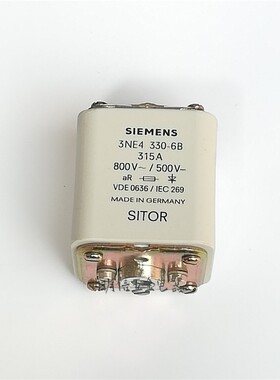 SIEMENS
3NE4 330-6B
315A
800V~ / 500V–
aR
VDE 0636 / IEC 269
MADE IN GERMANY
SITOR